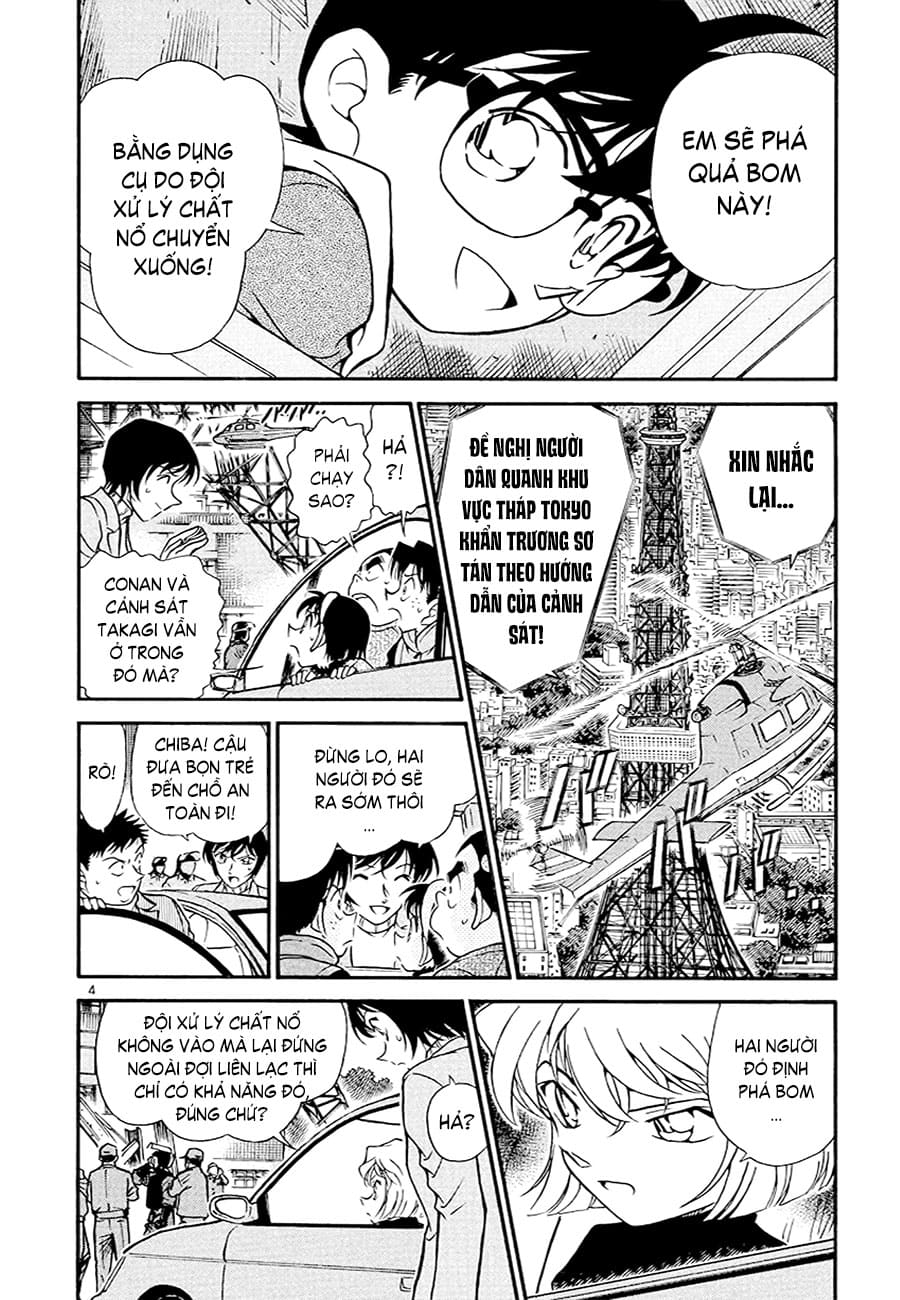 EM SẼ PHÁ
QUẢ BOM
NÀY!
BẰNG DỤNG
CỤ DO ĐỘI
XỬ LÝ CHẤT
NỔ CHUYỂN
XUỐNG!
XIN NHẮC
LẠI...
ĐỀ NGHỊ NGƯỜI
DÂN QUANH KHU
VỰC THÁP TOKYO
KHẨN TRƯƠNG SƠ
TÁN THEO HƯỚNG
DẪN CỦA CẢNH
SÁT!
HẢ
?!
PHẢI
CHẠY
SAO?
CONAN VÀ
CẢNH SÁT
TAKAGI VẪN
Ở TRONG
ĐÓ MÀ?
ĐỪNG LO, HAI
NGƯỜI ĐÓ SẼ
RA SỚM THÔI
...
CHIBA! CẬU
ĐƯA BỌN TRẺ
ĐẾN CHỖ AN
TOÀN ĐI!
RÕ!
4
HAI NGƯỜI
ĐÓ ĐỊNH
PHÁ BOM
...
HẢ?
ĐỘI XỬ LÝ CHẤT NỔ
KHÔNG VÀO MÀ LẠI ĐỨNG
NGOÀI ĐỢI LIÊN LẠC THÌ
CHỈ CÓ KHẢ NĂNG ĐÓ,
ĐÚNG CHỨ?